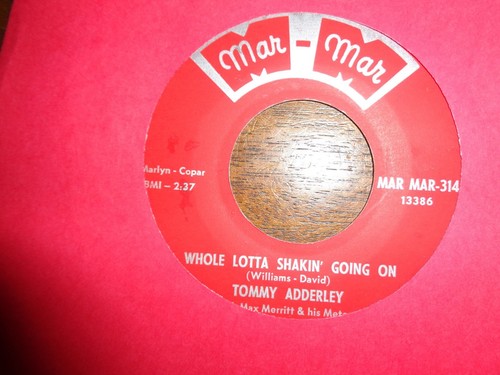 Mar - Mar
Marlyn - Copar
BMI - 2:37
MAR MAR-314
13386
WHOLE LOTTA SHAKIN' GOING ON
(Williams - David)
TOMMY ADDERLEY
Max Merritt & his Mete